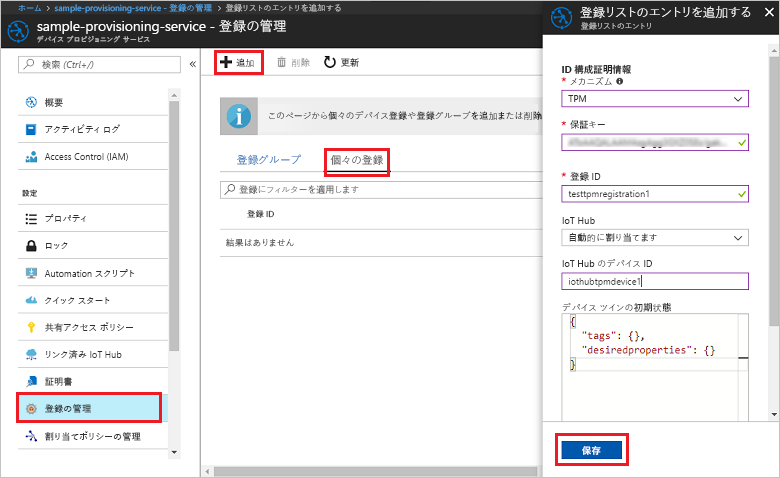 ホーム > sample-provisioning-service - 登録の管理 > 登録リストのエントリを追加する
sample-provisioning-service - 登録の管理
デバイス プロビジョニング サービス
検索 (Ctrl+/)
概要
アクティビティ ログ
Access Control (IAM)
設定
プロパティ
ロック
Automation スクリプト
クイック スタート
共有アクセス ポリシー
リンク済み IoT Hub
証明書
登録の管理
割り当てポリシーの管理
追加
削除
更新
このページから個々のデバイス登録や登録グループを追加または削除
登録グループ
個々の登録
登録にフィルターを適用します
登録 ID
結果はありません
登録リストのエントリを追加する
登録リストのエントリ
ID 構成証明情報
* メカニズム
TPM
* 保証キー
* 登録 ID
testtpmregistration1
IoT Hub
自動的に割り当てます
IoT Hub のデバイス ID
iothubtpmdevice1
デバイス ツインの初期状態
{
"tags": {},
"desiredproperties": {}
}
保存